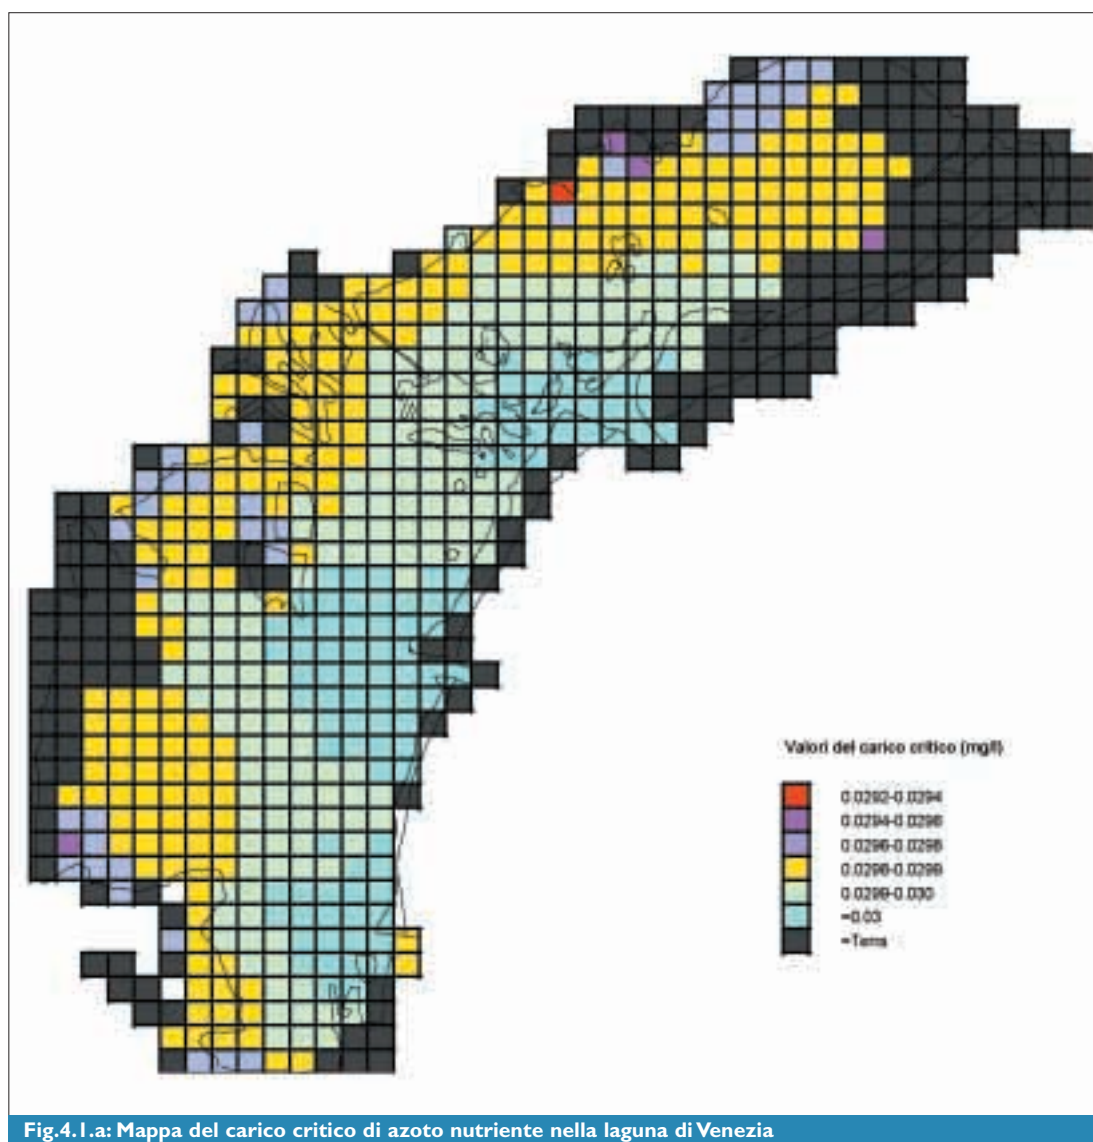 Valori del carico critico (mg/l)
0.0292-0.0294
0.0294-0.0296
0.0296-0.0298
0.0298-0.0299
0.0299-0.030
=0.03
=Terra
Fig.4.1.a: Mappa del carico critico di azoto nutriente nella laguna di Venezia